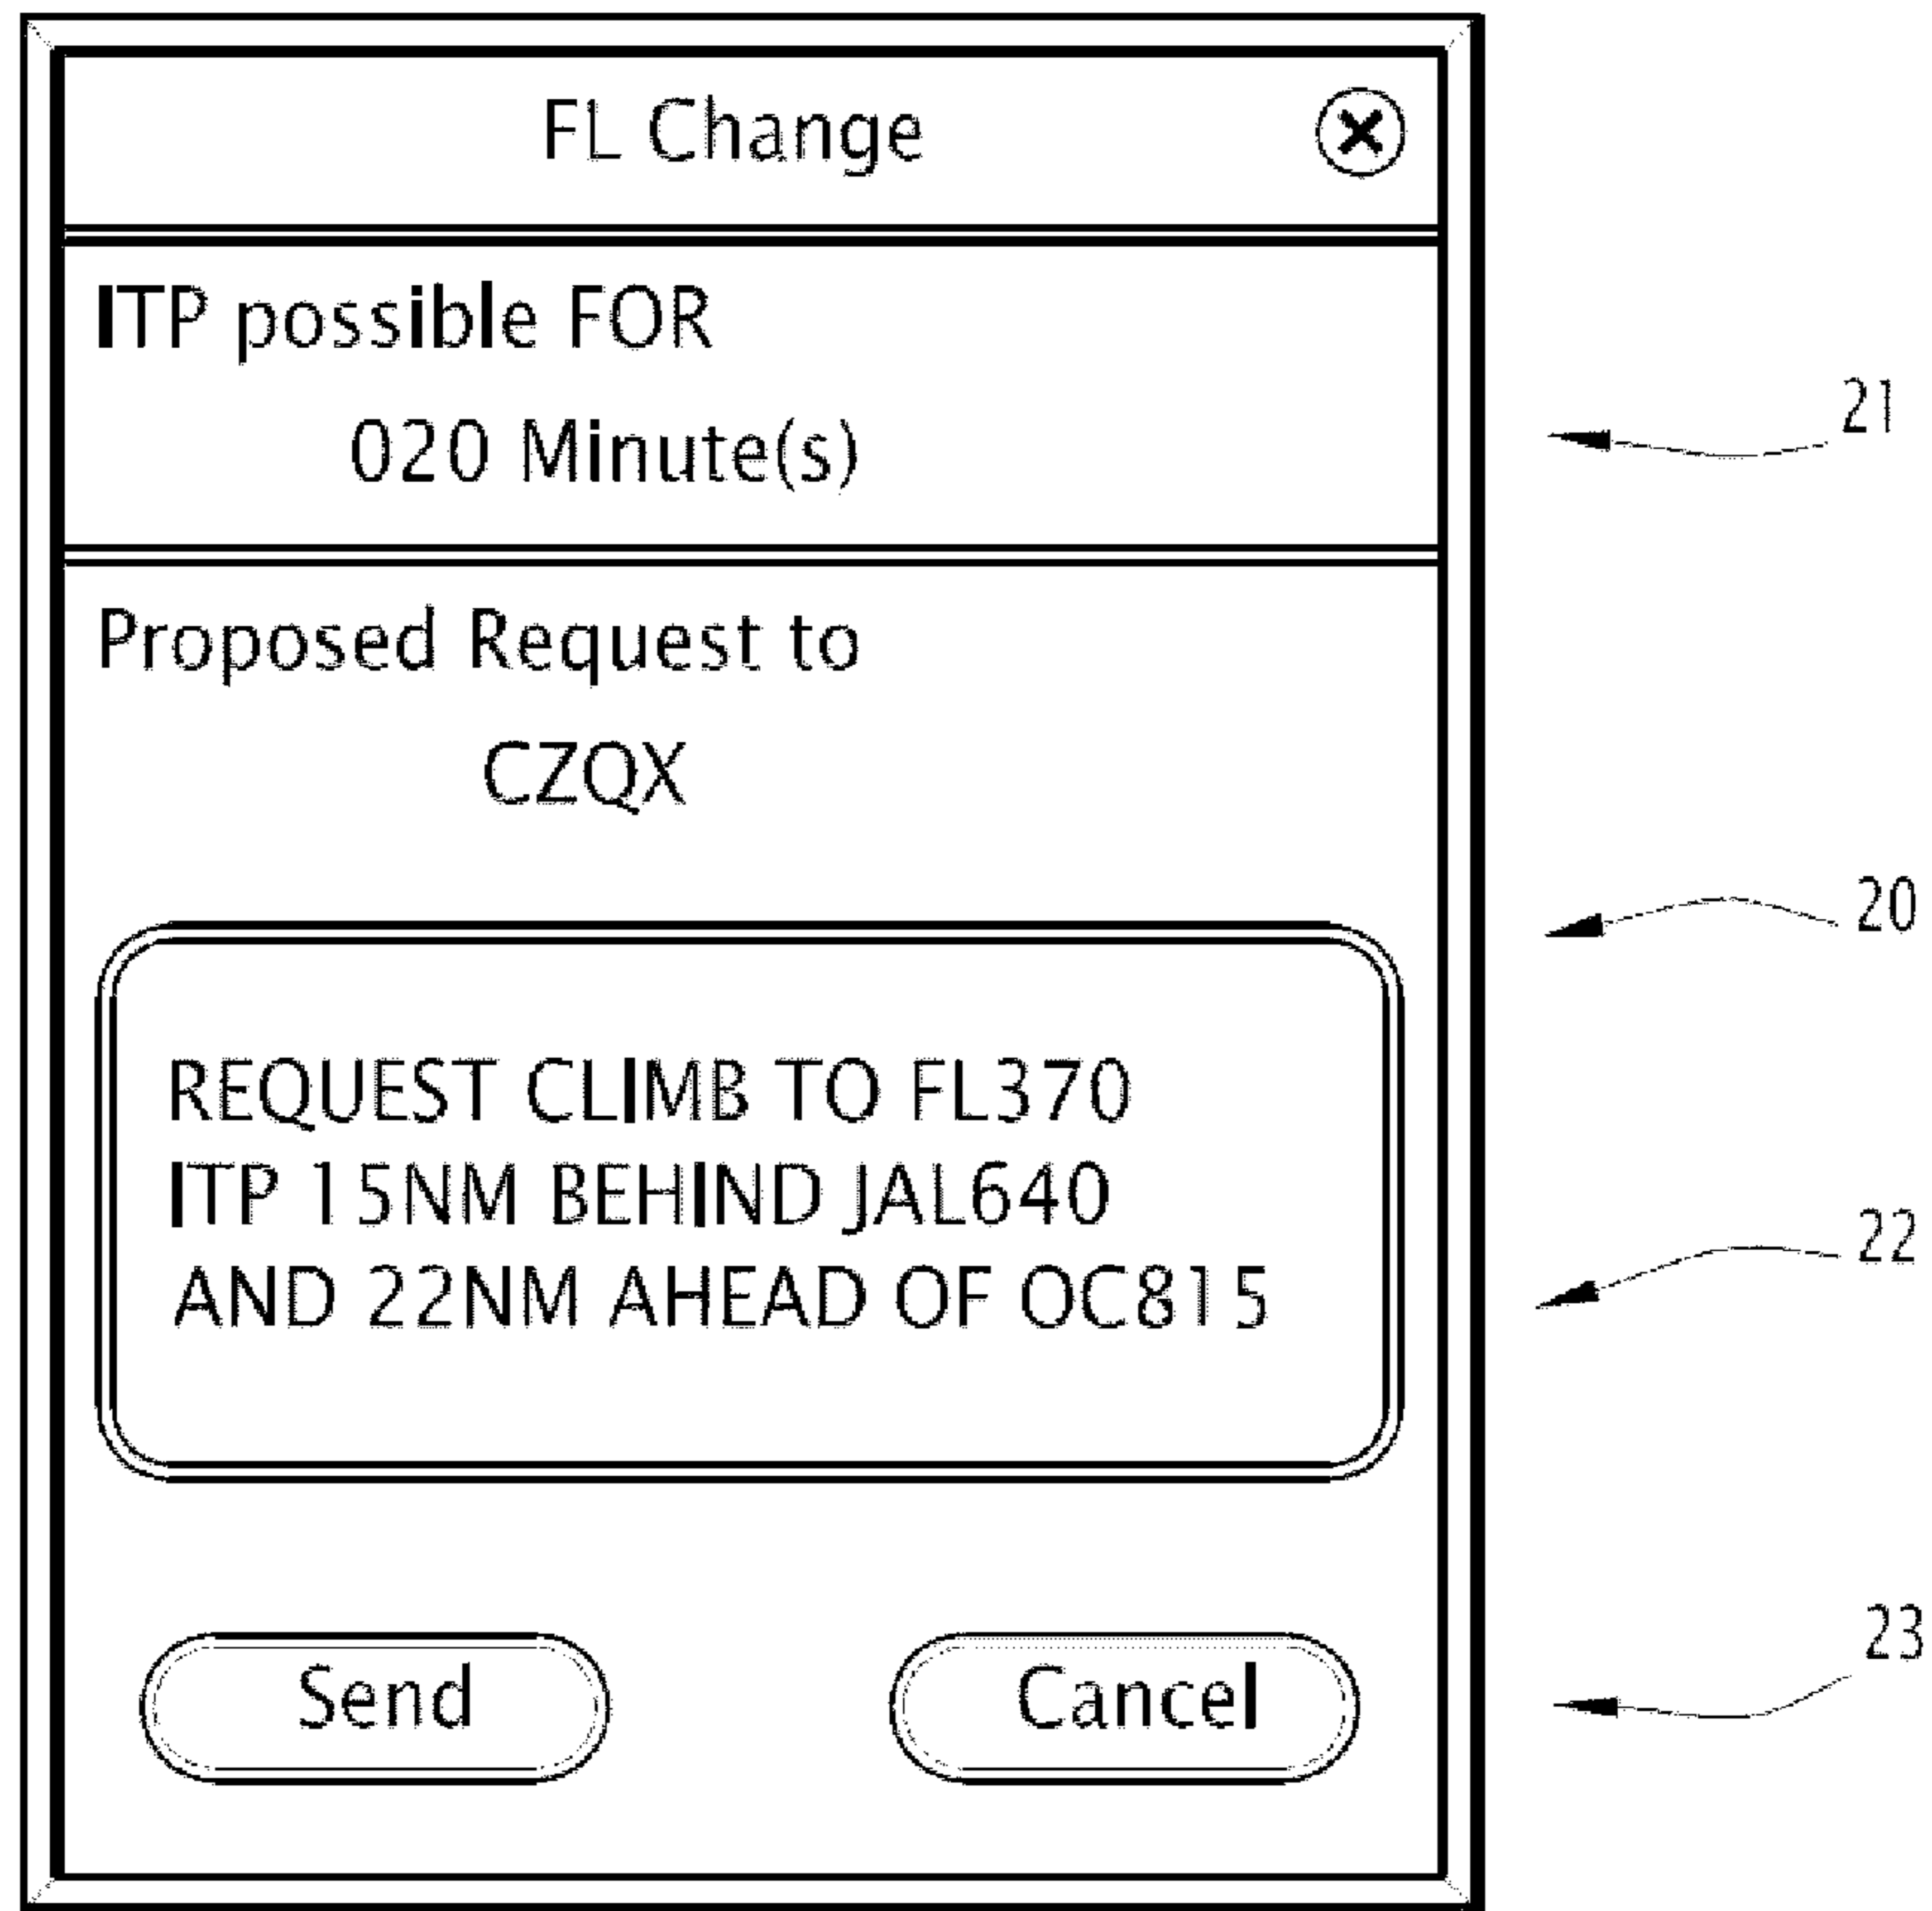 FL Change
ITP possible FOR
020 Minute(s)
21
Proposed Request to
CZQX
20
REQUEST CLIMB TO FL370
ITP 15NM BEHIND JAL640
22
AND 22NM AHEAD OF OC815
23
Send Cancel